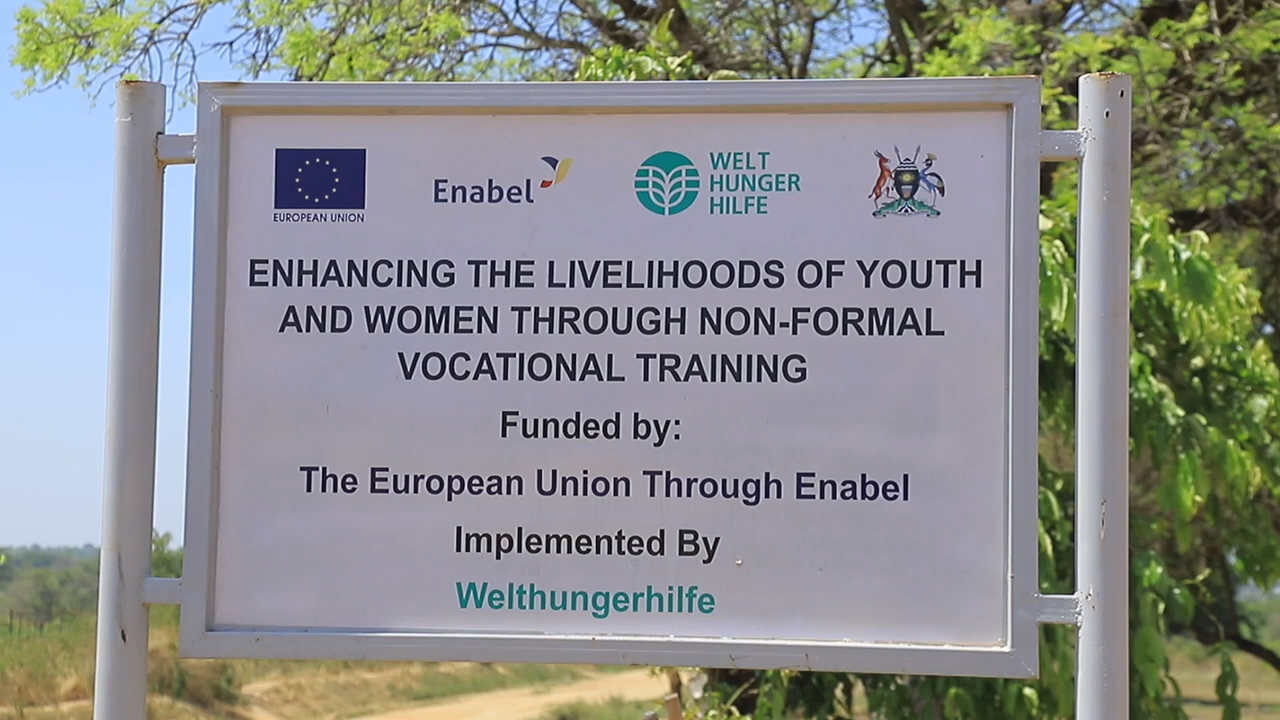 EUROPEAN UNION
Enabel
WELT
HUNGER
HILFE
ENHANCING THE LIVELIHOODS OF YOUTH
AND WOMEN THROUGH NON-FORMAL
VOCATIONAL TRAINING
Funded by:
The European Union Through Enabel
Implemented By
Welthungerhilfe